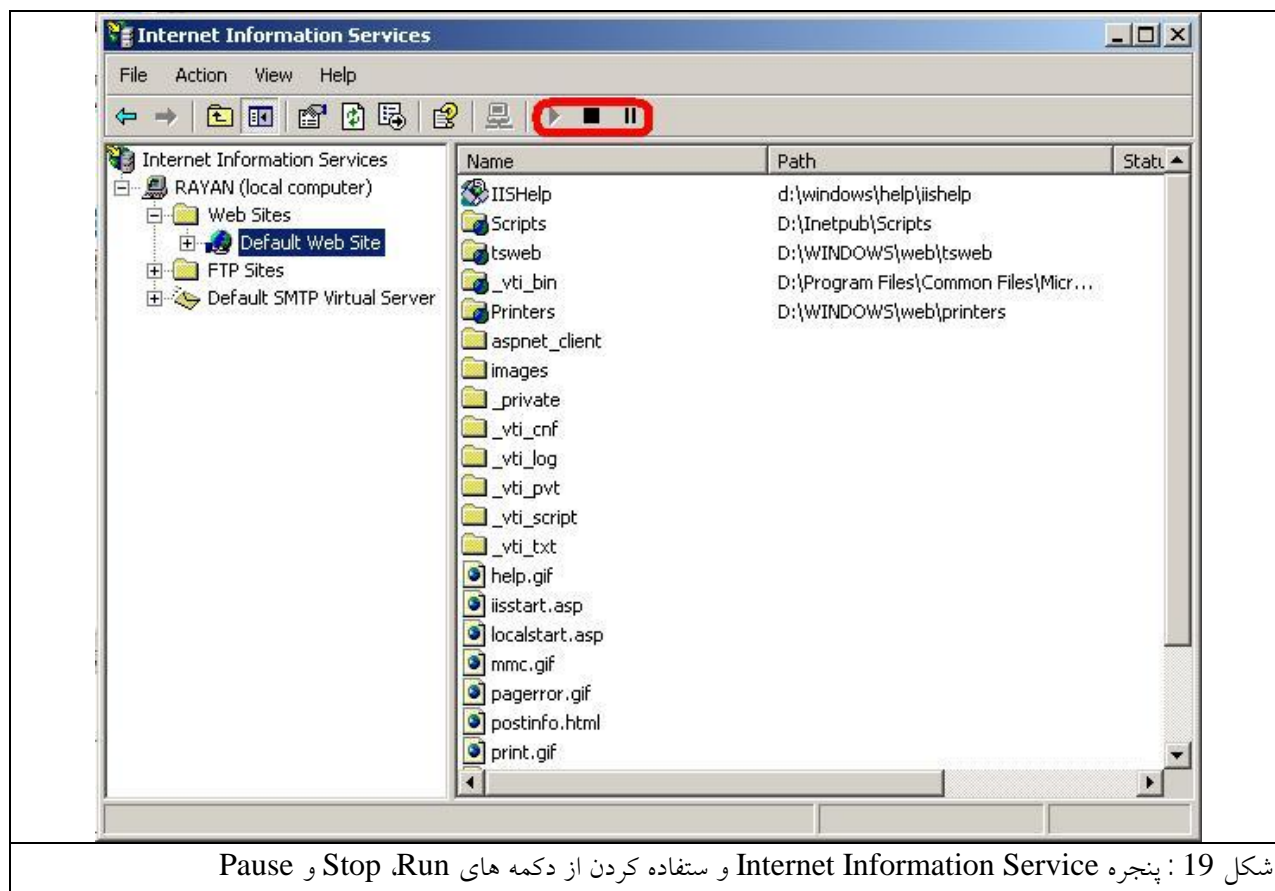 Internet Information Services
File Action View Help
Internet Information Services
RAYAN (local computer)
Web Sites
Default Web Site
FTP Sites
Default SMTP Virtual Server
Name Path Statu
IISHelp d:\windows\help\iishelp
Scripts D:\Inetpub\Scripts
tsweb D:\WINDOWS\web\tsweb
_vti_bin D:\Program Files\Common Files\Micr...
Printers D:\WINDOWS\web\printers
aspnet_client
images
_private
_vti_cnf
_vti_log
_vti_pvt
_vti_script
_vti_txt
help.gif
iisstart.asp
localstart.asp
mmc.gif
pagerror.gif
postinfo.html
print.gif
شکل 19 : پنجره Internet Information Service و ستفاده کردن از دکمه های Run، Stop و Pause